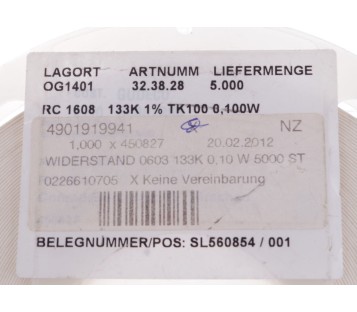 LAGORT ARTNUMM LIEFERMENGE
OG1401 32.38.28 5.000
RC 1608 133K 1% TK100 0,100W
4901919941 NZ
1,000 x 450827 20.02.2012
WIDERSTAND 0603 133K 0,10 W 5000 ST
0226610705 X Keine Vereinbarung
BELEGNUMMER/POS: SL560854 / 001